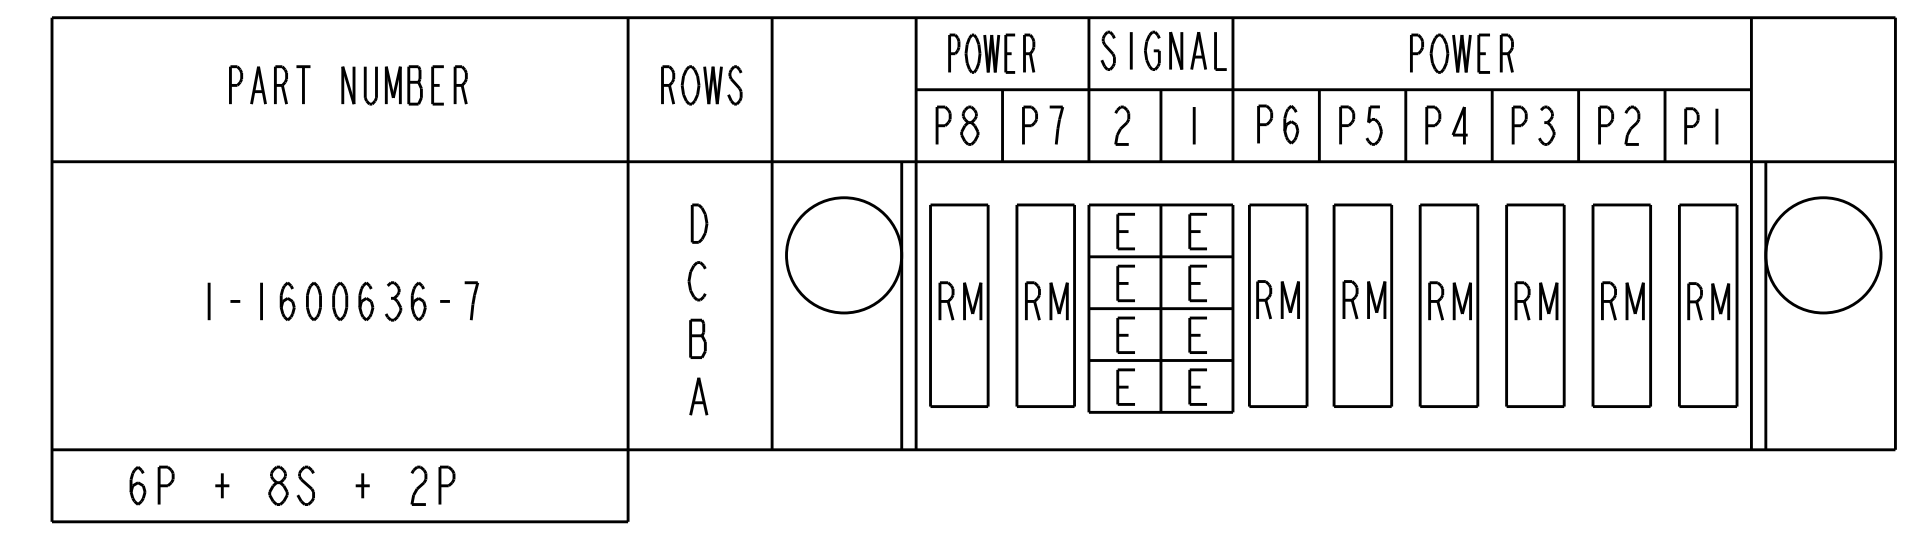 PART NUMBER ROWS POWER SIGNAL POWER
P8 P7 2 1 P6 P5 P4 P3 P2 P1
D E E
C E E
1-1600636-7 RM RM RM RM RM RM RM RM
B E E
A E E
6P + 8S + 2P